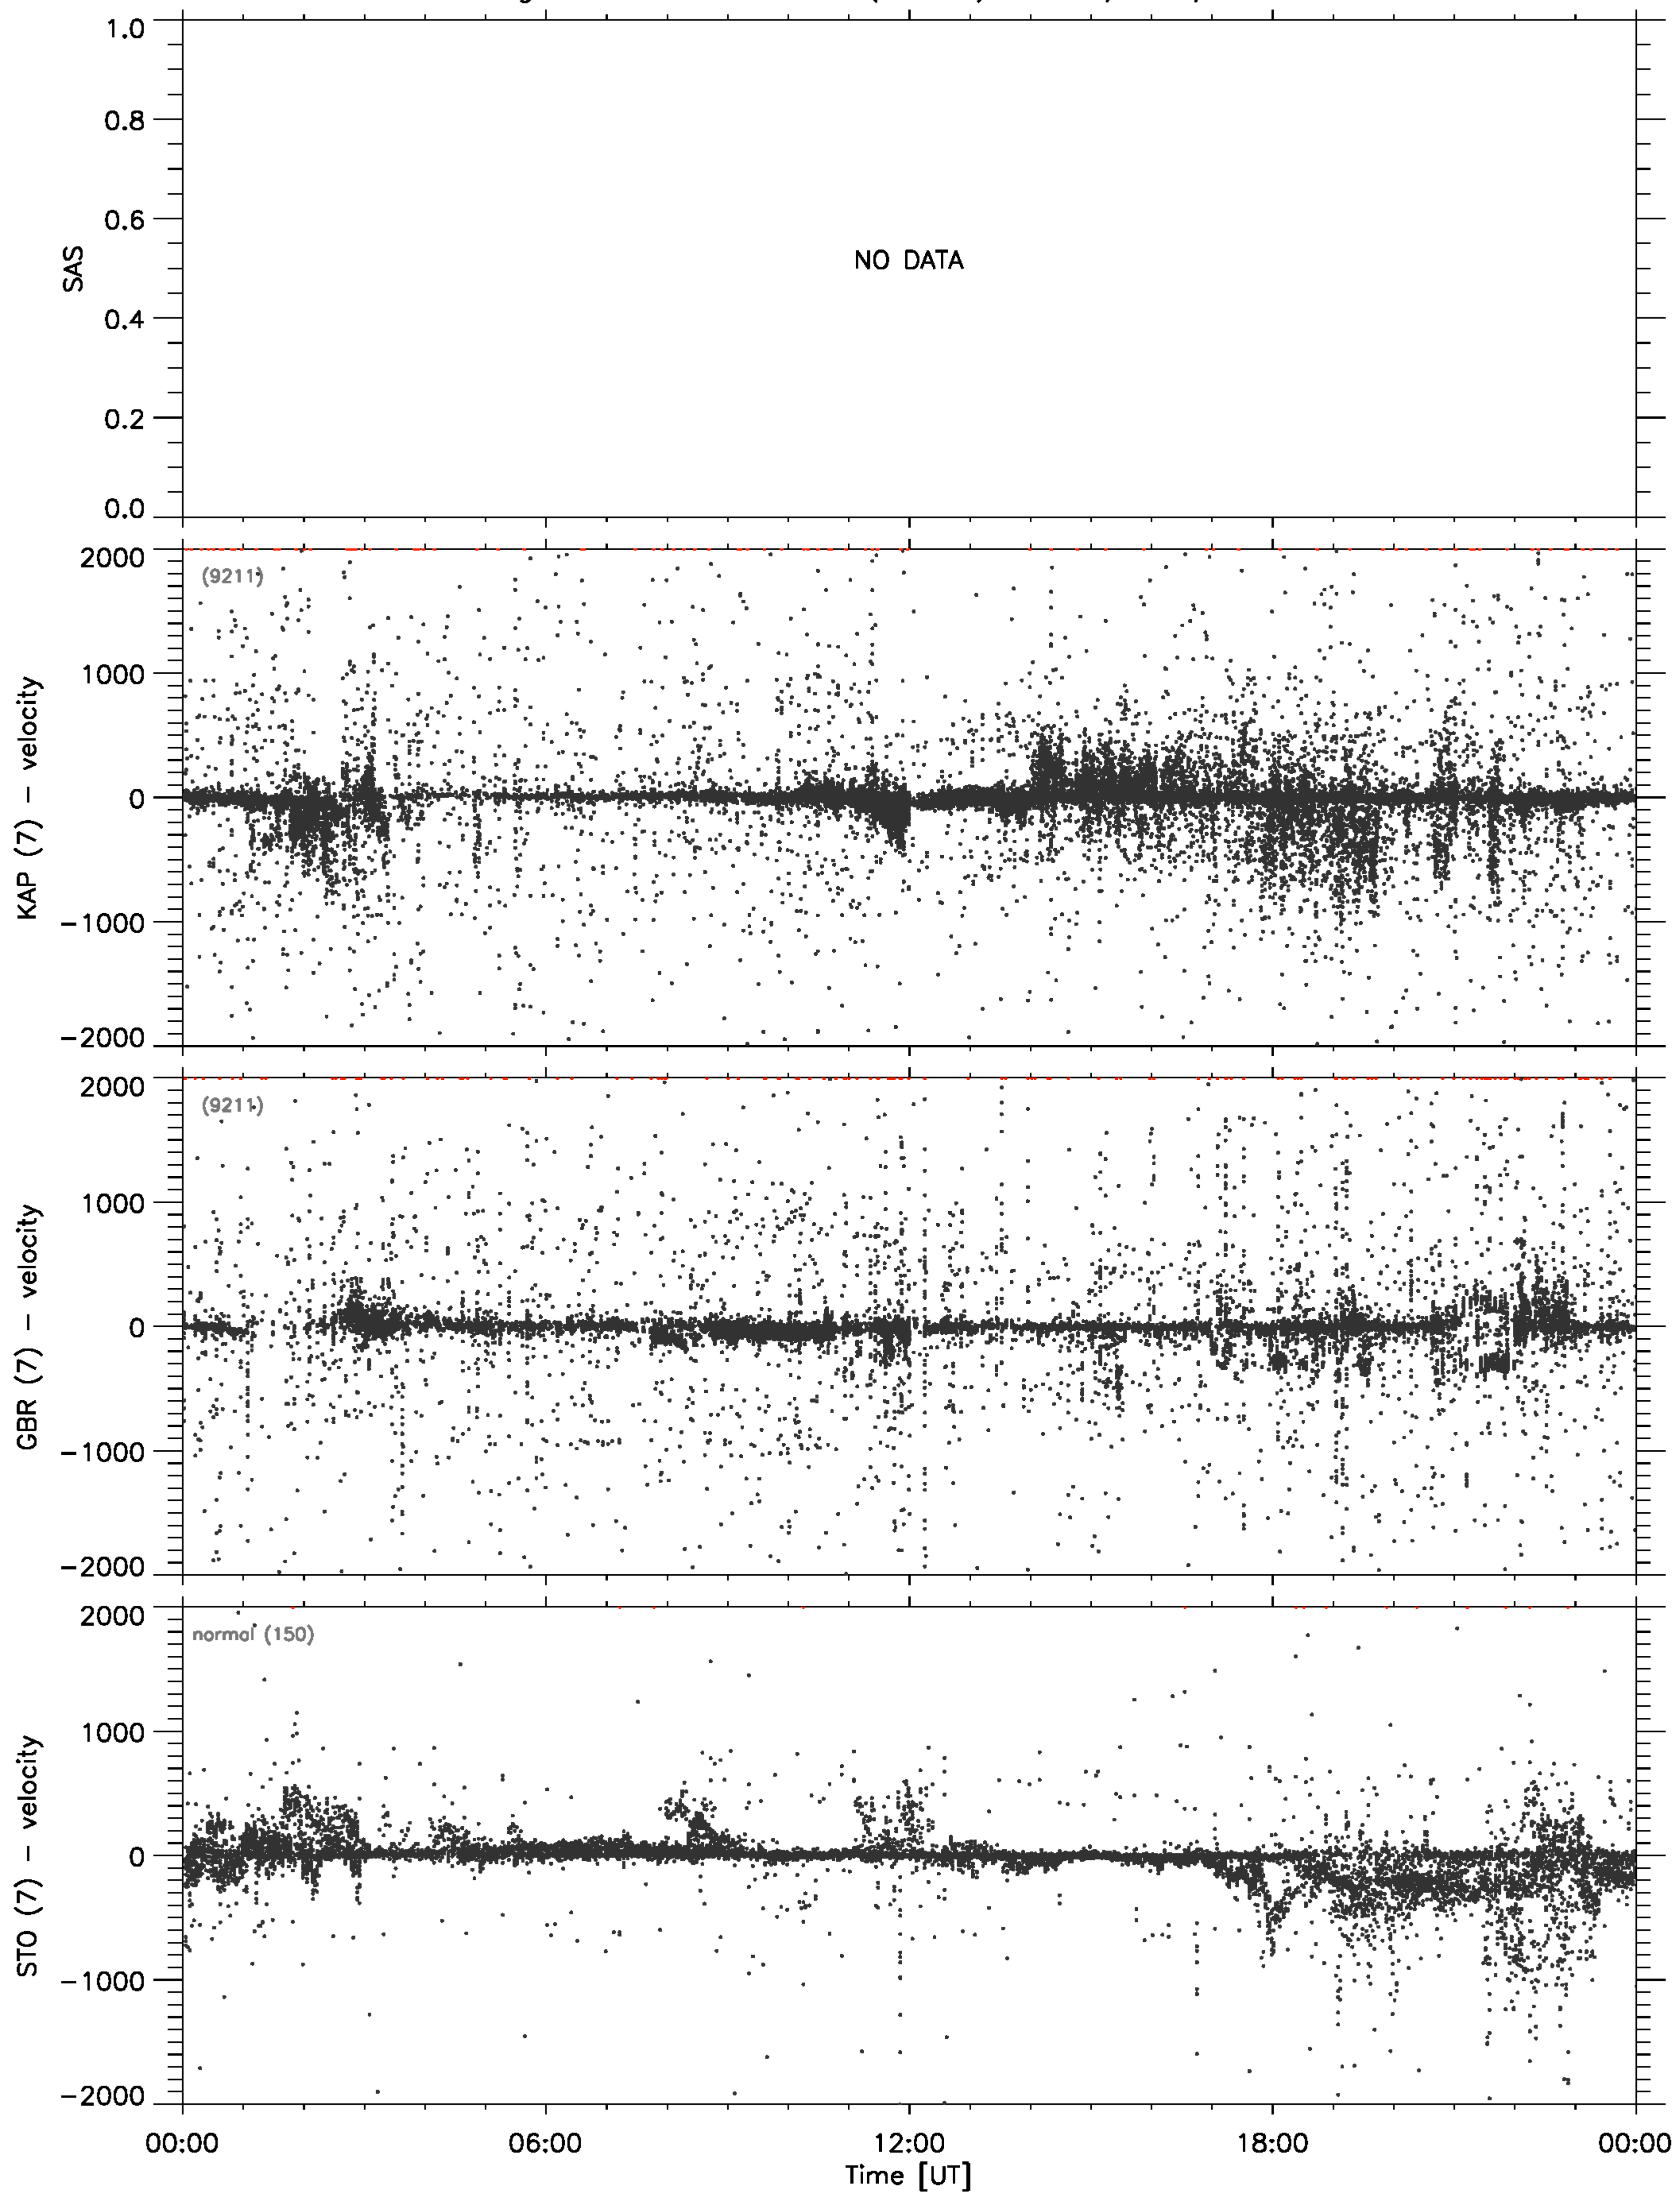 1.0
0.8
0.6
0.4
0.2
0.0
SAS
NO DATA
2000
1000
0
−1000
−2000
KAP (7) − velocity
(9211)
2000
1000
0
−1000
−2000
GBR (7) − velocity
(9211)
2000
1000
0
−1000
−2000
STO (7) − velocity
normal (150)
00:00 06:00 12:00 18:00 00:00
Time [UT]